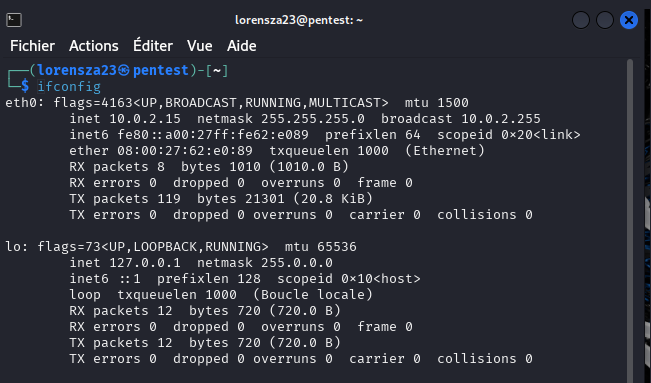 lorensza23@pentest: ~
Fichier Actions Éditer Vue Aide
┌──(lorensza23㉿pentest)-[~]
└─$ ifconfig
eth0: flags=4163<UP,BROADCAST,RUNNING,MULTICAST>  mtu 1500
        inet 10.0.2.15  netmask 255.255.255.0  broadcast 10.0.2.255
        inet6 fe80::a00:27ff:fe62:e089  prefixlen 64  scopeid 0×20<link>
        ether 08:00:27:62:e0:89  txqueuelen 1000  (Ethernet)
        RX packets 8  bytes 1010 (1010.0 B)
        RX errors 0  dropped 0  overruns 0  frame 0
        TX packets 119  bytes 21301 (20.8 KiB)
        TX errors 0  dropped 0 overruns 0  carrier 0  collisions 0
lo: flags=73<UP,LOOPBACK,RUNNING>  mtu 65536
        inet 127.0.0.1  netmask 255.0.0.0
        inet6 ::1  prefixlen 128  scopeid 0×10<host>
        loop  txqueuelen 1000  (Boucle locale)
        RX packets 12  bytes 720 (720.0 B)
        RX errors 0  dropped 0  overruns 0  frame 0
        TX packets 12  bytes 720 (720.0 B)
        TX errors 0  dropped 0 overruns 0  carrier 0  collisions 0